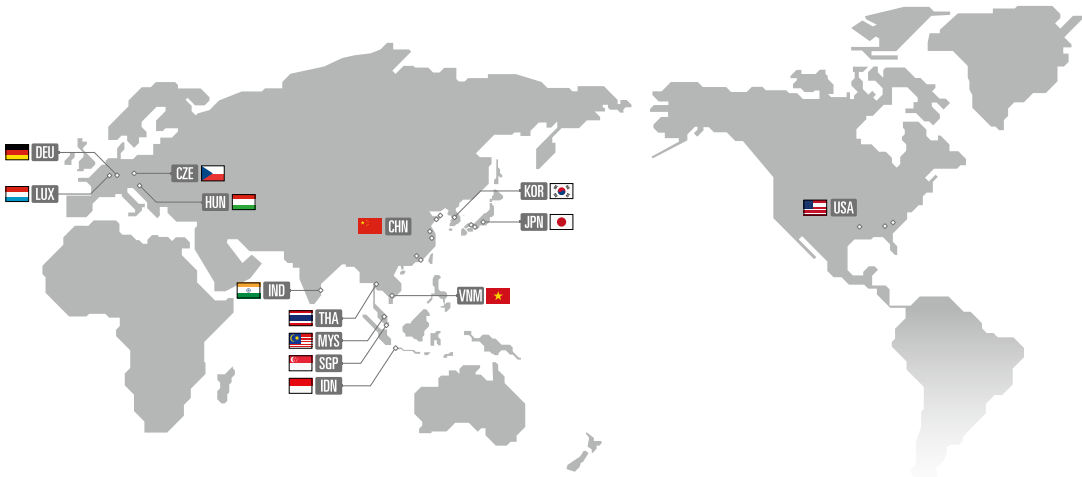 DEU
CZE
LUX
HUN
KOR
CHN
JPN
USA
IND
VNM
THA
MYS
SGP
IDN